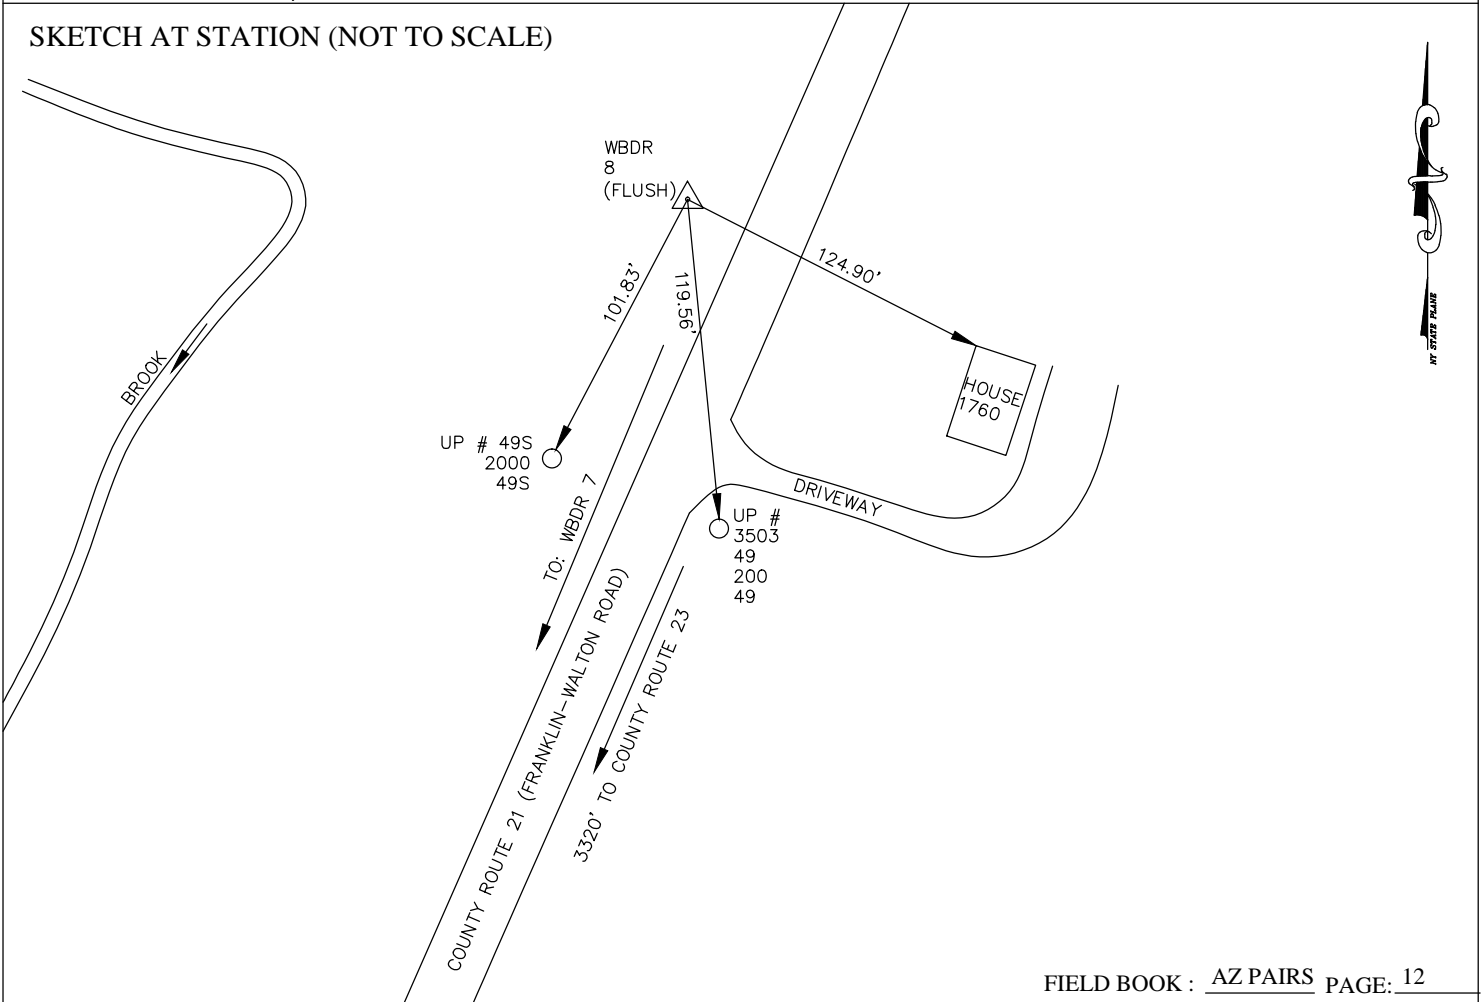 SKETCH AT STATION (NOT TO SCALE)
WBDR
8
(FLUSH)
124.90'
101.83'
119.56'
NY STATE PLANE
BROOK
HOUSE
1760
UP # 49S
2000
49S
DRIVEWAY
TO: WBDR 7
UP #
3503
49
200
49
COUNTY ROUTE 21 (FRANKLIN-WALTON ROAD)
3320' TO COUNTY ROUTE 23
FIELD BOOK : AZ PAIRS PAGE: 12